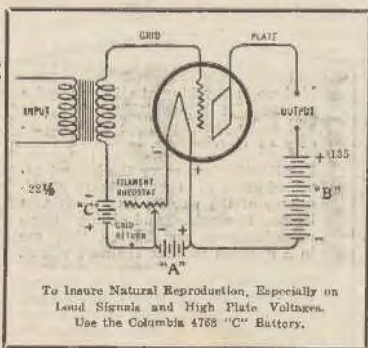 GRID
PLATE
INPUT
OUTPUT
+ 135
FILAMENT
RHEOSTAT
22½
"C"
"B"
GRID
RETURN
"A"
To Insure Natural Reproduction, Especially on
Loud Signals and High Plate Voltages.
Use the Columbia 4768 "C" Battery.